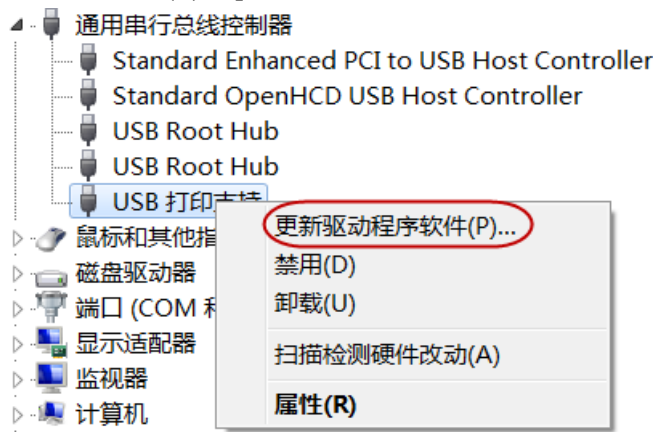 通用串行总线控制器
Standard Enhanced PCI to USB Host Controller
Standard OpenHCD USB Host Controller
USB Root Hub
USB Root Hub
USB 打印支持
更新驱动程序软件(P)...
鼠标和其他指
禁用(D)
磁盘驱动器
卸载(U)
端口 (COM 和
显示适配器
扫描检测硬件改动(A)
监视器
属性(R)
计算机